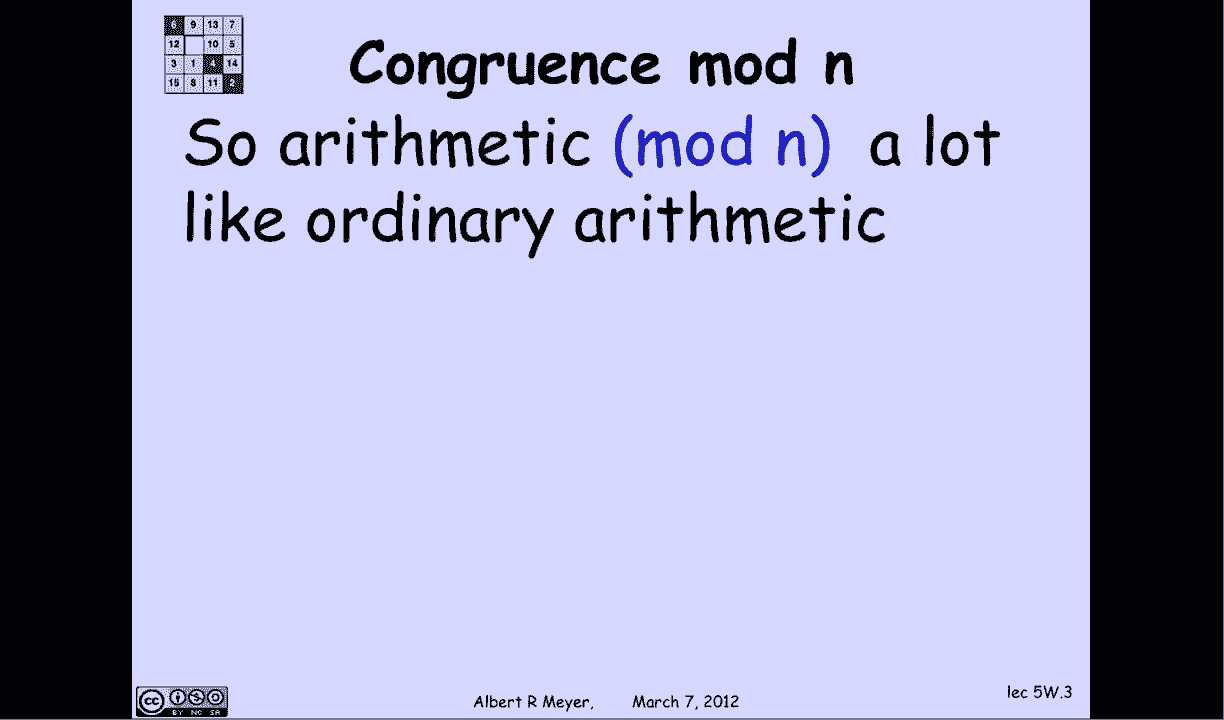 6 9 13 7
12 10 5
3 1 4 14
15 8 11 2
Congruence mod n
So arithmetic (mod n) a lot
like ordinary arithmetic
cc
BY NC SA
Albert R Meyer, March 7, 2012
lec 5W.3